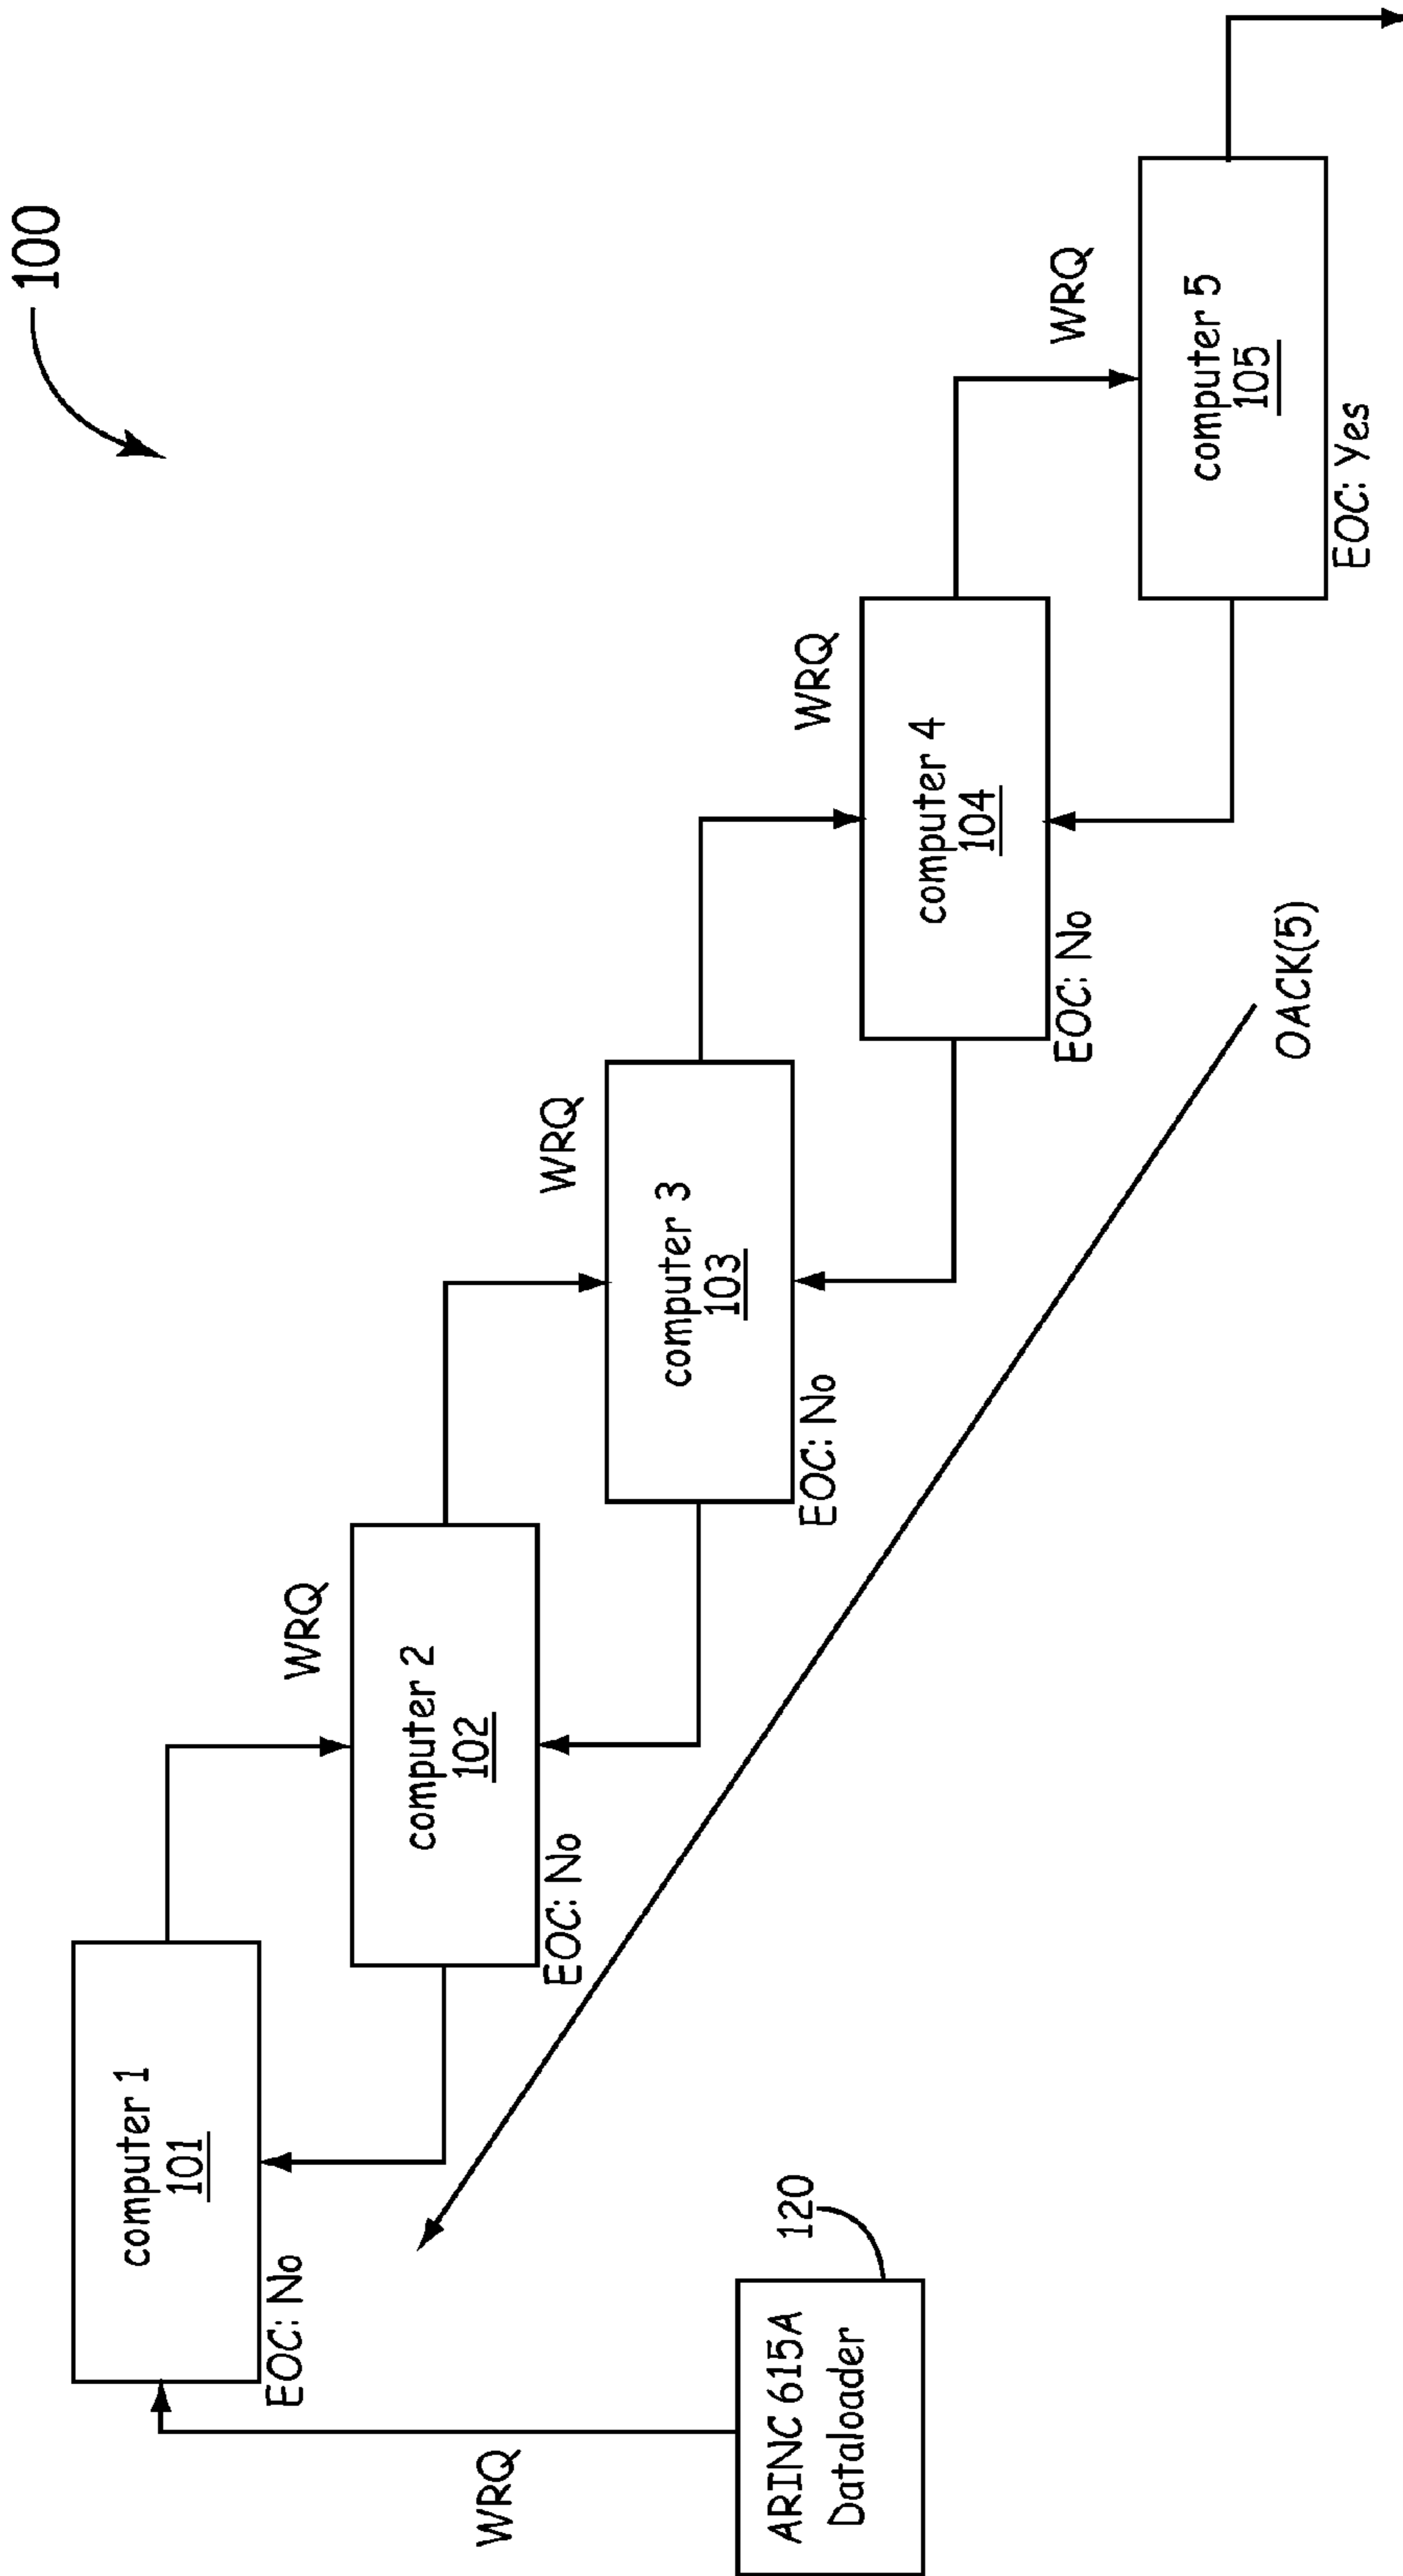 100
computer 1
101
EOC: No
WRQ
computer 2
102
EOC: No
WRQ
computer 3
103
EOC: No
WRQ
computer 4
104
EOC: No
WRQ
computer 5
105
EOC: Yes
WRQ
ARINC 615A
Dataloader
120
OACK(5)